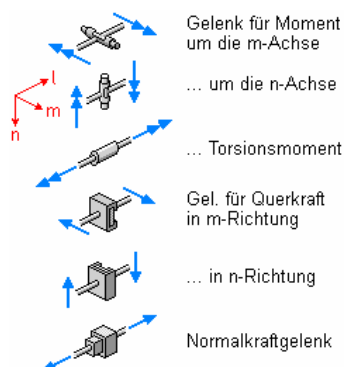 Gelenk für Moment
um die m-Achse
l
m
n
... um die n-Achse
... Torsionsmoment
Gel. für Querkraft
in m-Richtung
... in n-Richtung
Normalkraftgelenk